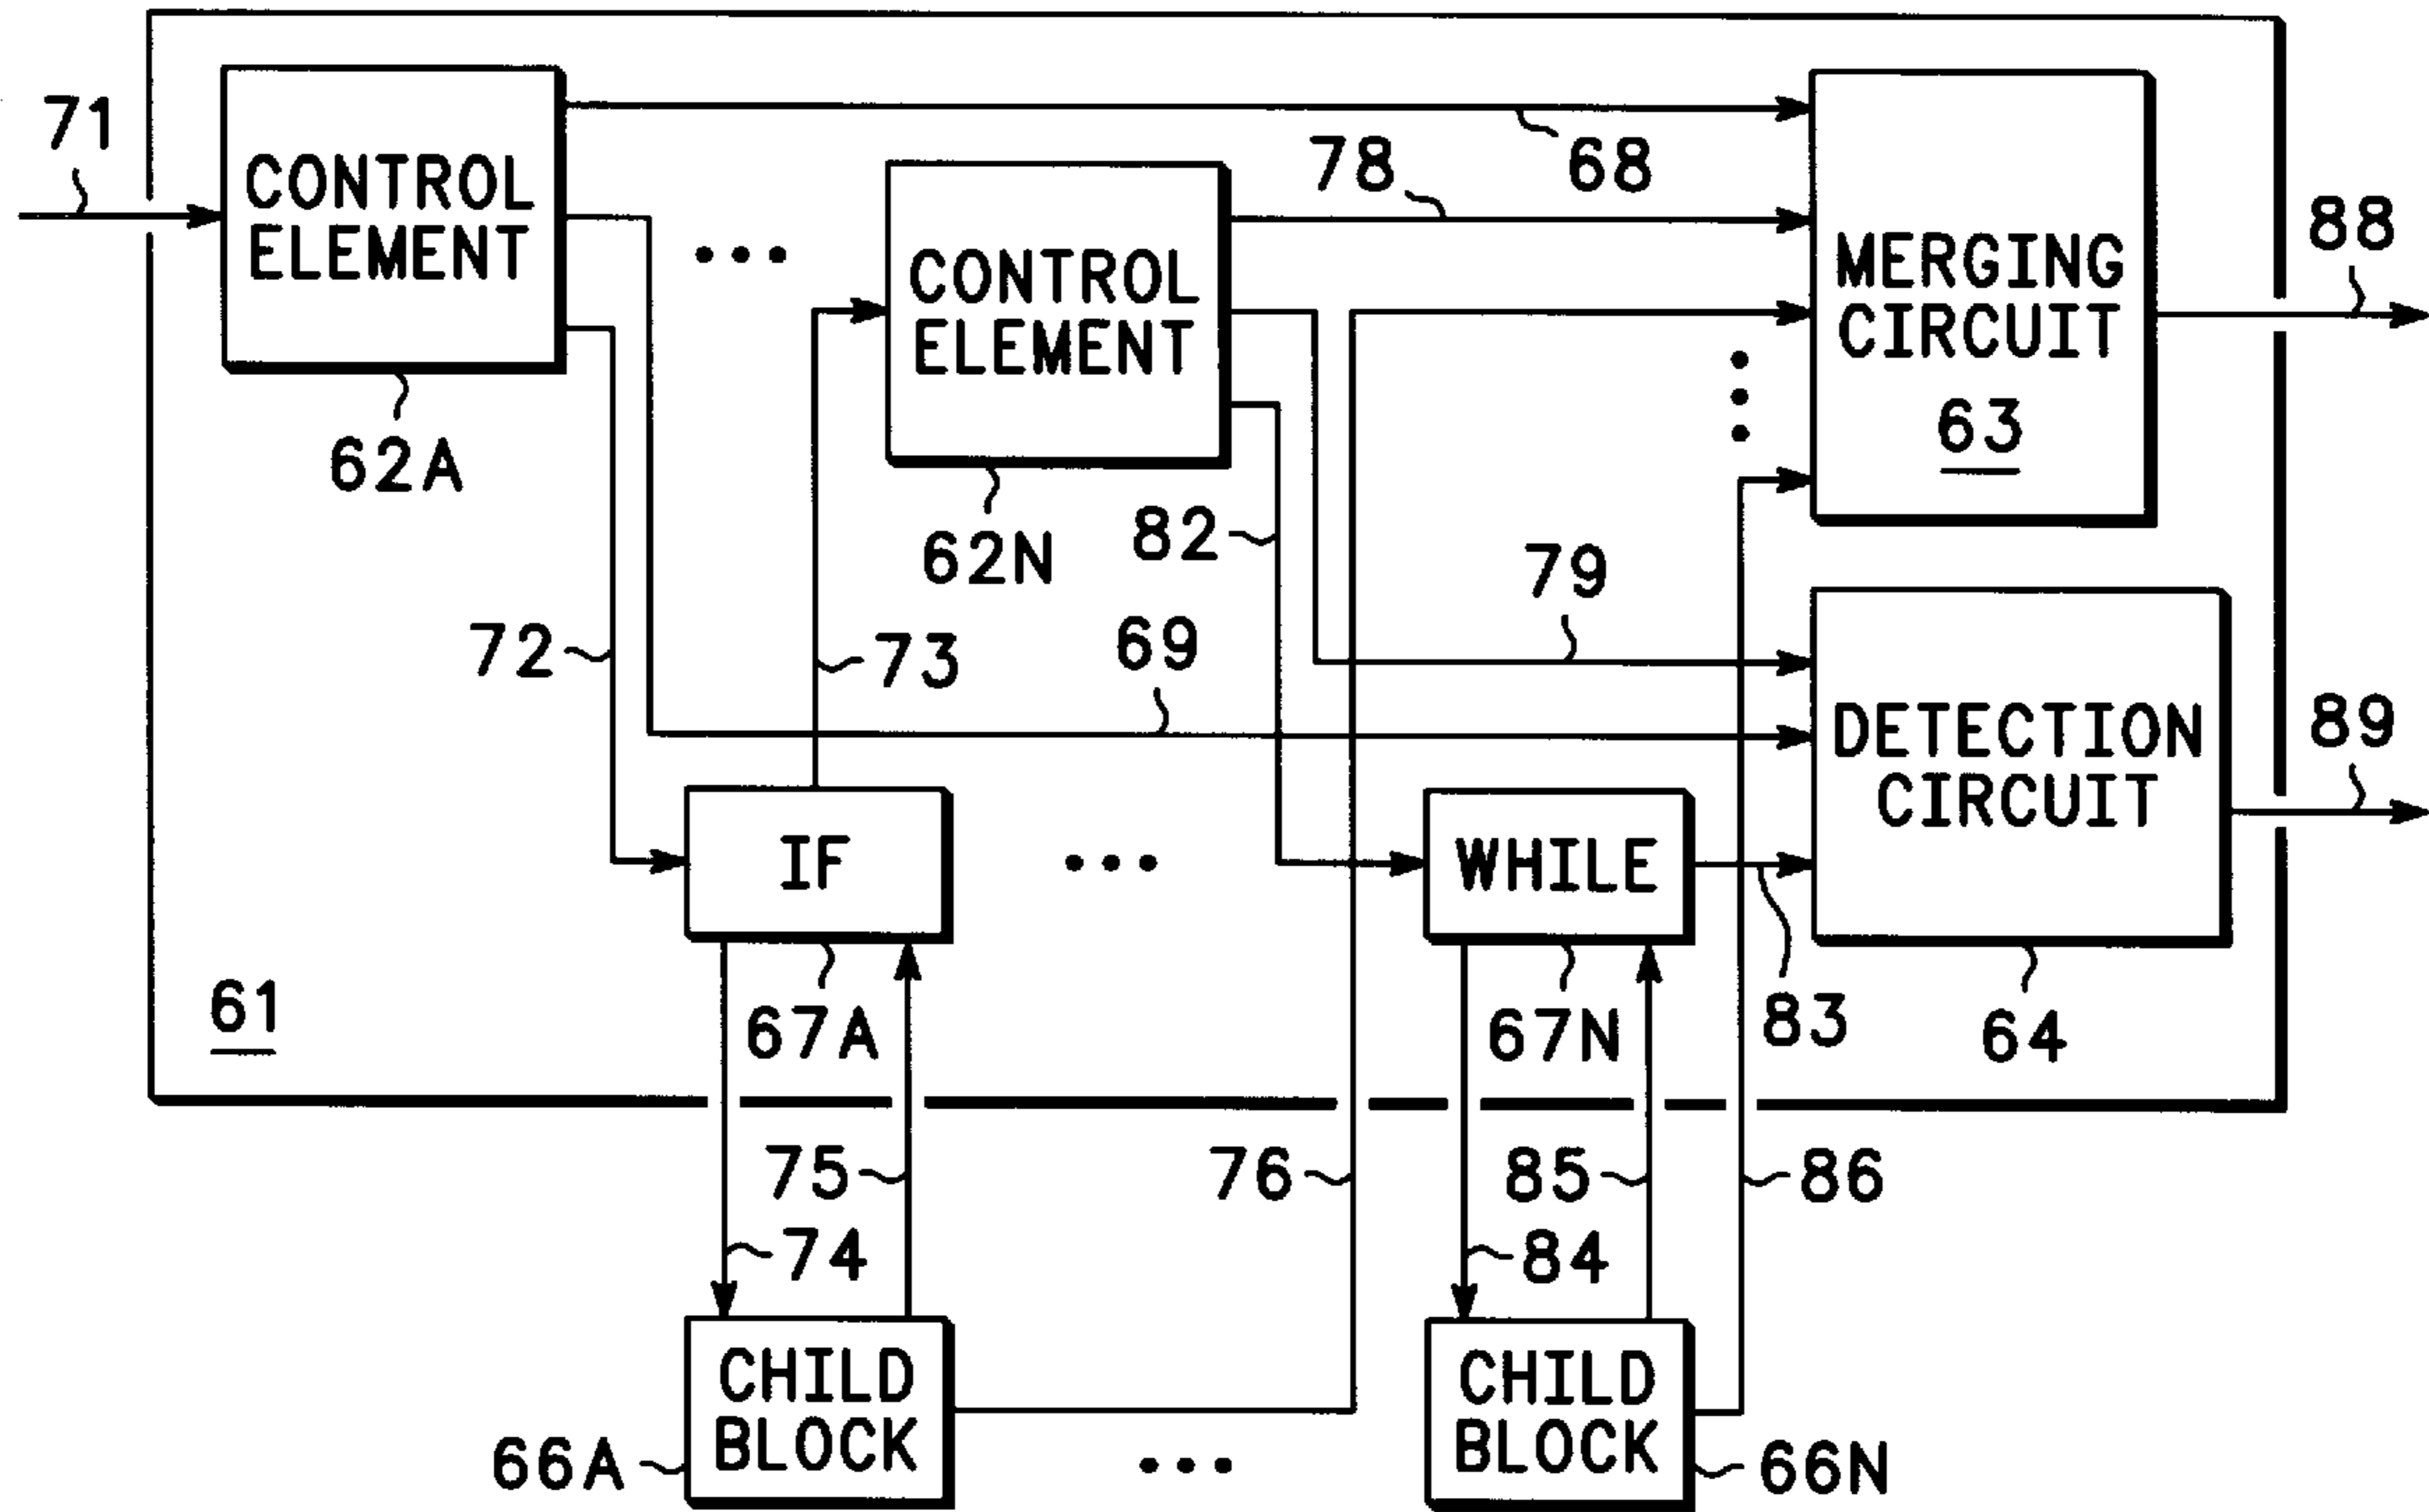 71
CONTROL
ELEMENT
62A
68
78
CONTROL
ELEMENT
62N
MERGING
CIRCUIT
63
88
82
79
69
72
73
DETECTION
CIRCUIT
64
89
IF
67A
WHILE
67N
83
61
75
74
76
85
84
86
CHILD
BLOCK
66A
CHILD
BLOCK
66N